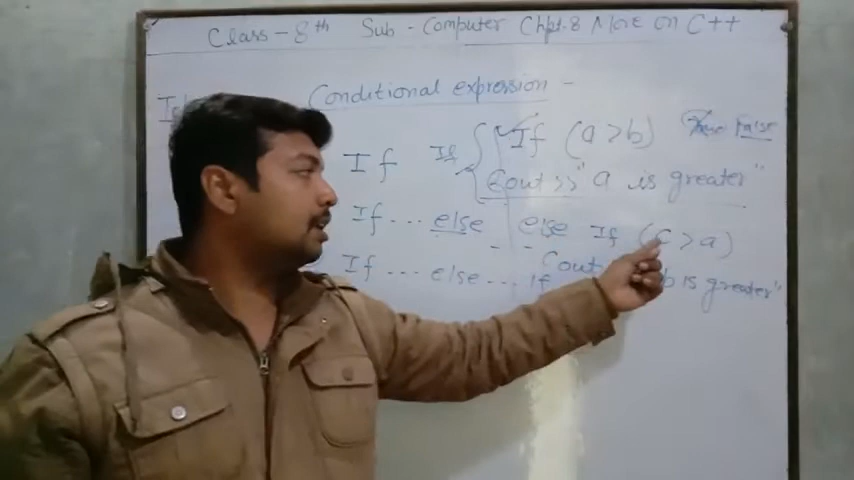 Class - 8th Sub - Computer Chpt.8 More on C++
Conditional expression -
If If If (a>b) False
Cout >> "a is greater"
If ... else else If (c>a)
If ... else ... If Cout b is greater"